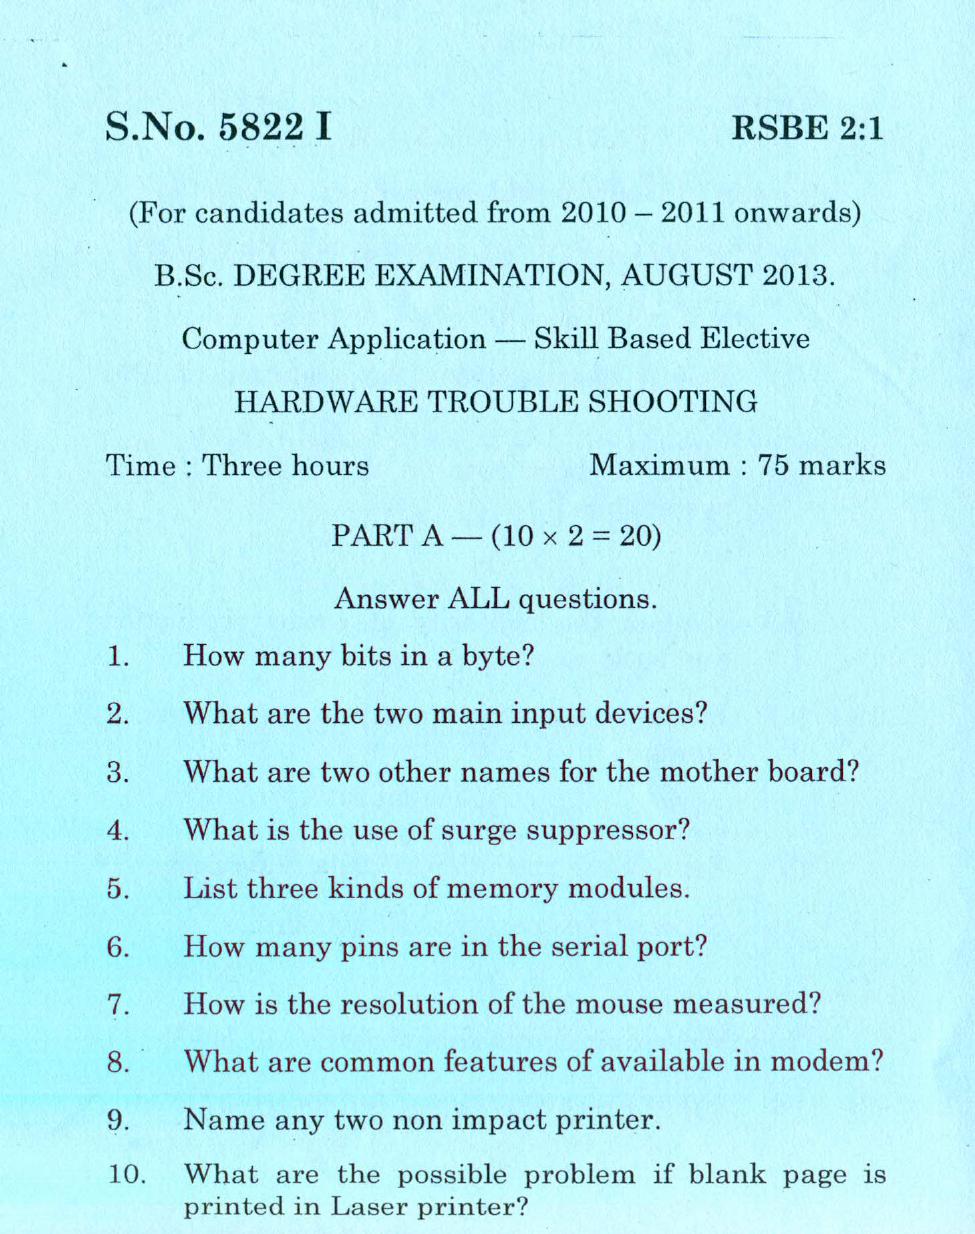 S.No. 5822 I RSBE 2:1
(For candidates admitted from 2010 – 2011 onwards)
B.Sc. DEGREE EXAMINATION, AUGUST 2013.
Computer Application — Skill Based Elective
HARDWARE TROUBLE SHOOTING
Time : Three hours Maximum : 75 marks
PART A — (10 × 2 = 20)
Answer ALL questions.
1. How many bits in a byte?
2. What are the two main input devices?
3. What are two other names for the mother board?
4. What is the use of surge suppressor?
5. List three kinds of memory modules.
6. How many pins are in the serial port?
7. How is the resolution of the mouse measured?
8. What are common features of available in modem?
9. Name any two non impact printer.
10. What are the possible problem if blank page is
printed in Laser printer?